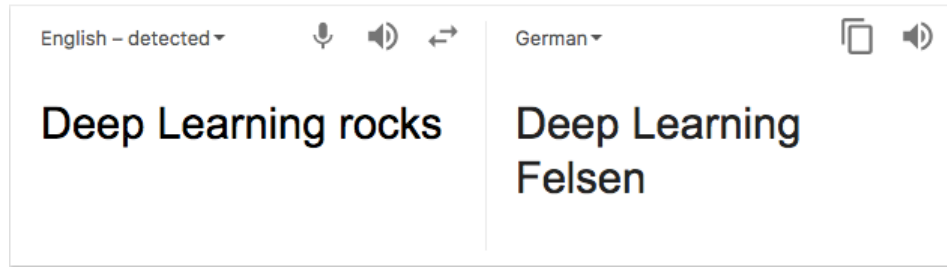 English – detected
German
Deep Learning rocks
Deep Learning
Felsen